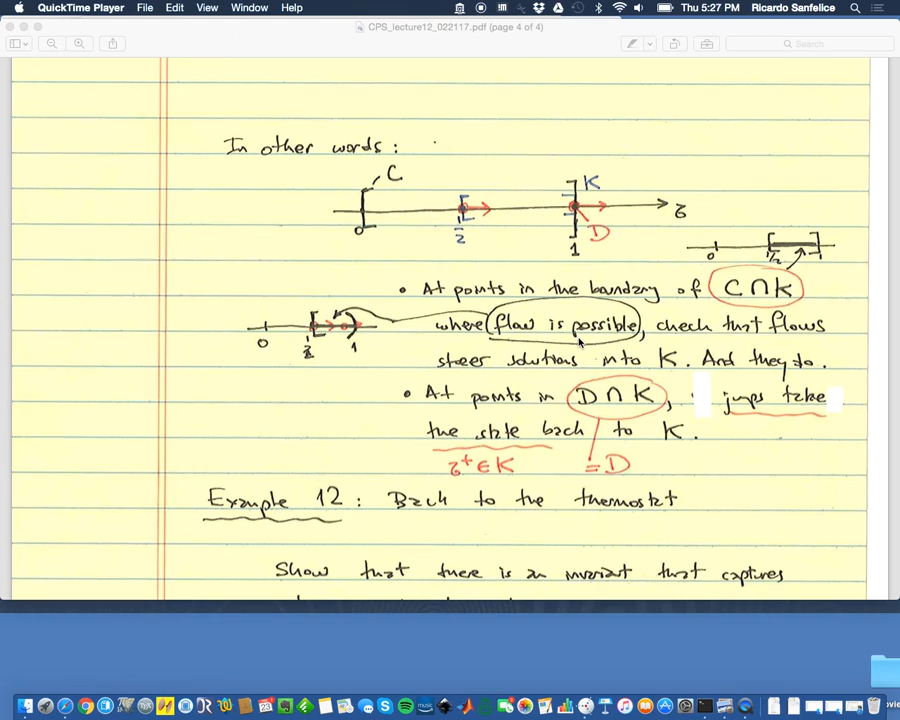 QuickTime Player File Edit View Window Help Thu 5:27 PM Ricardo Sanfelice
CPS_lecture12_022117.pdf (page 4 of 4)
Search
In other words:
C
K
0
1/2
1
D
0
1/2
1
• At points in the boundary of C ∩ K
where flow is possible, check that flows
0
1/2
1
steer solutions into K. And they do.
• At points in D ∩ K, jumps take
the state back to K.
∈ K
= D
Example 12: Back to the thermostat
Show that there is an invariant that captures